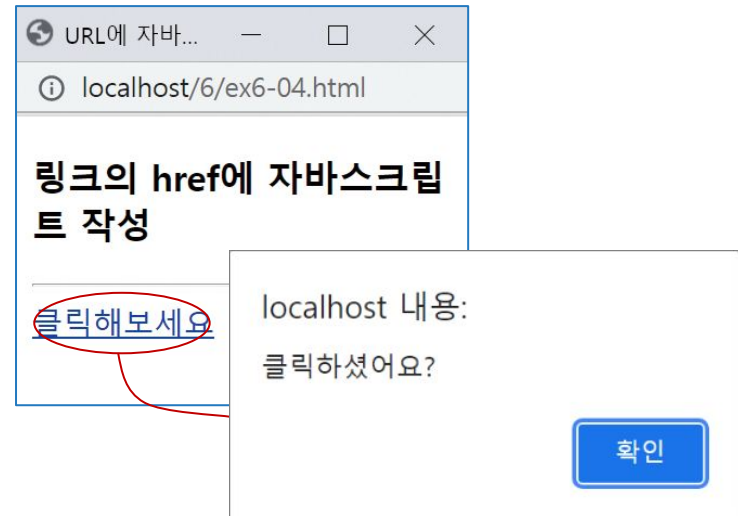 URL에 자바...
localhost/6/ex6-04.html
링크의 href에 자바스크립
트 작성
클릭해보세요
localhost 내용:
클릭하셨어요?
확인